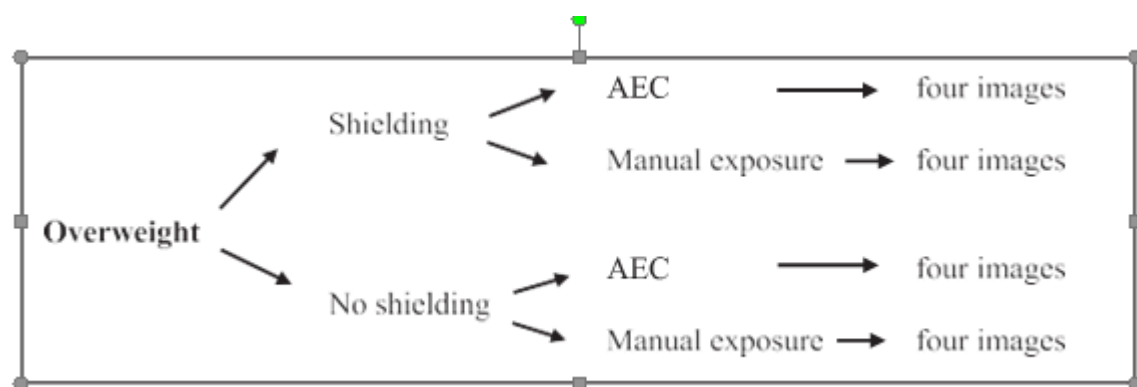 AEC four images
Shielding
Manual exposure four images
Overweight
AEC four images
No shielding
Manual exposure four images